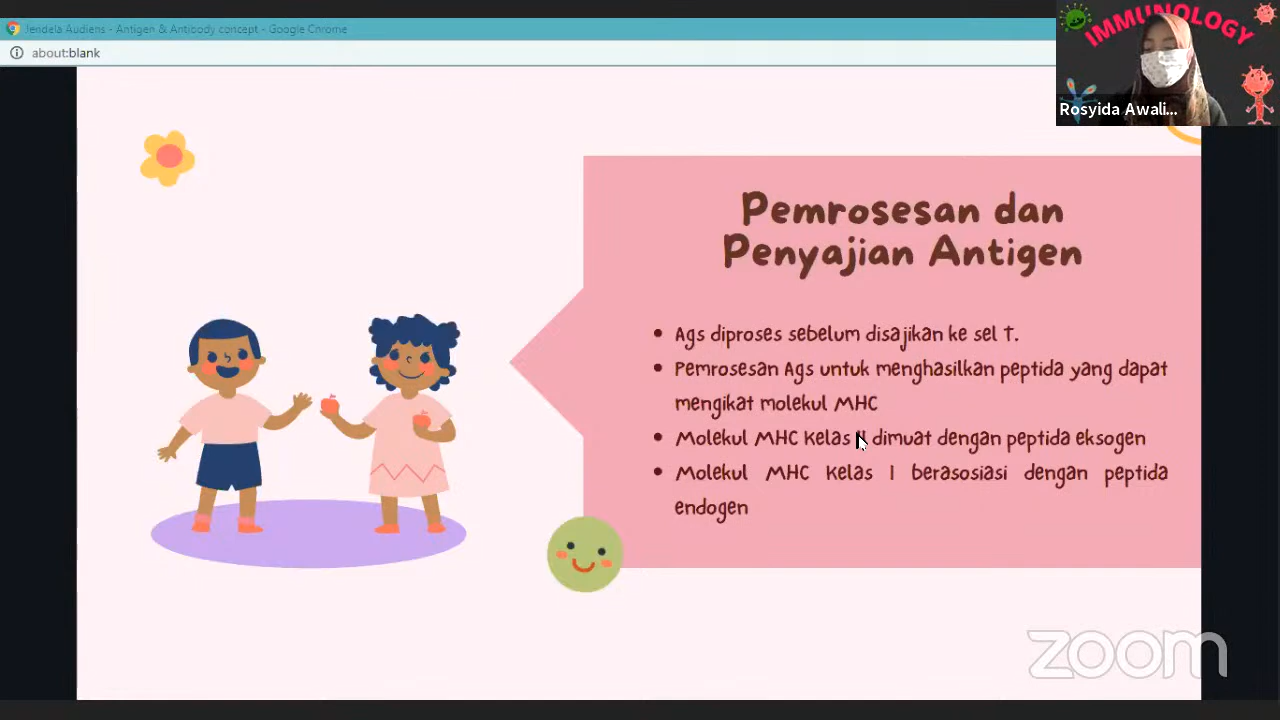 Jendela Audiens - Antigen & Antibody concept - Google Chrome
about:blank
IMMUNOLOGY
Rosyida Awali...
Pemrosesan dan
Penyajian Antigen
• Ags diproses sebelum disajikan ke sel T.
• Pemrosesan Ags untuk menghasilkan peptida yang dapat
mengikat molekul MHC
• Molekul MHC Kelas II dimuat dengan peptida eksogen
• Molekul MHC Kelas I berasosiasi dengan peptida
endogen
zoom